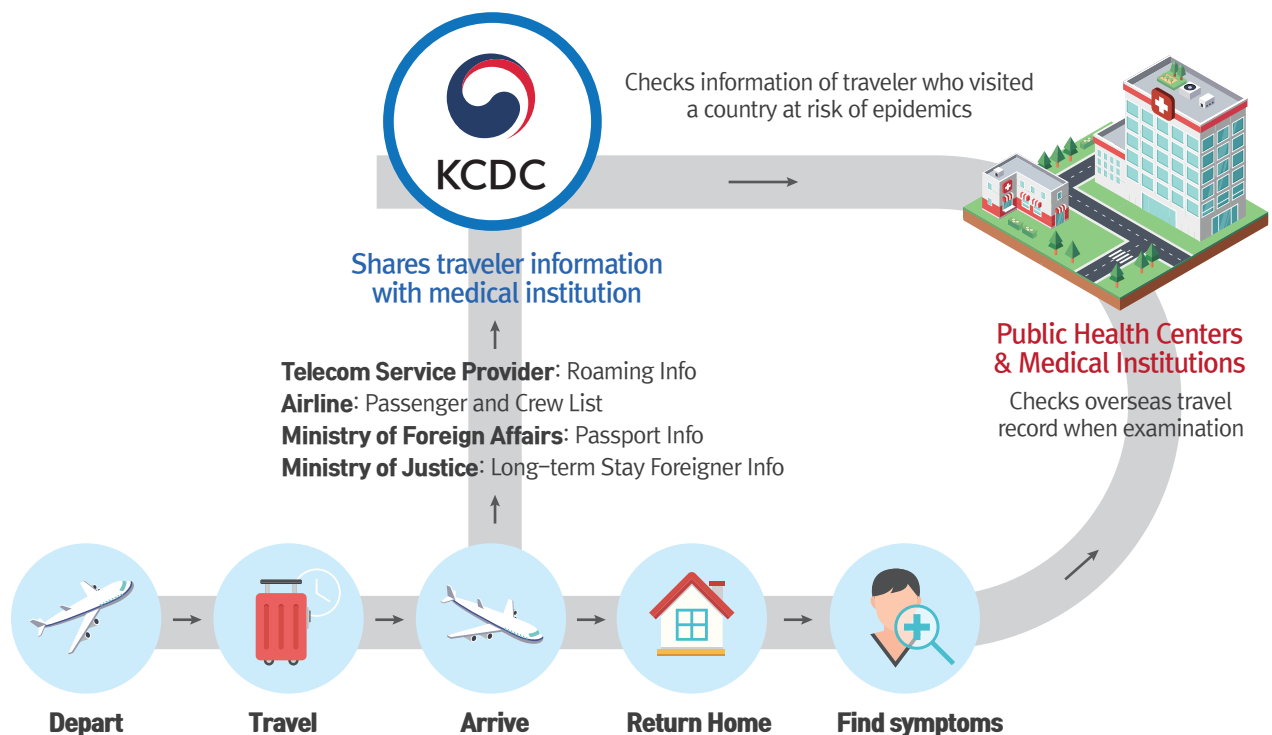 KCDC
Checks information of traveler who visited
a country at risk of epidemics
Shares traveler information
with medical institution
Telecom Service Provider: Roaming Info
Airline: Passenger and Crew List
Ministry of Foreign Affairs: Passport Info
Ministry of Justice: Long-term Stay Foreigner Info
Public Health Centers
& Medical Institutions
Checks overseas travel
record when examination
Depart
Travel
Arrive
Return Home
Find symptoms